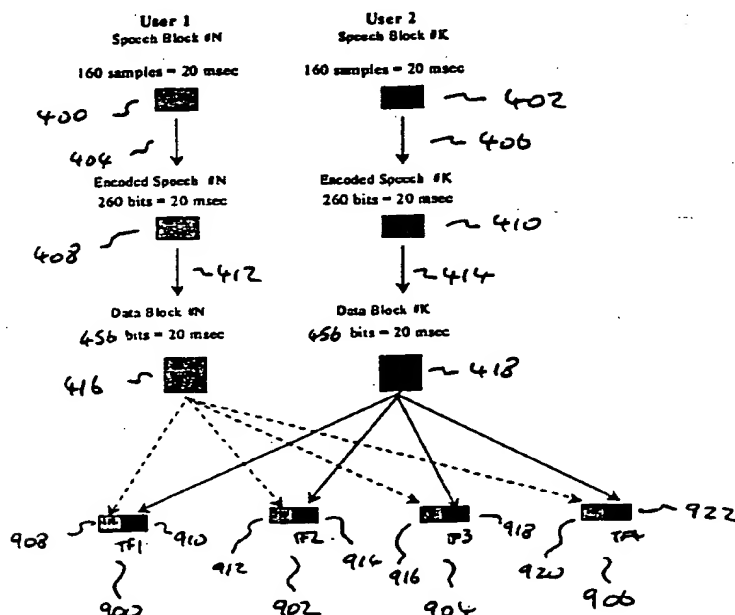 User 1 User 2
Speech Block #N Speech Block #K
160 samples = 20 msec 160 samples = 20 msec
400 402
404 406
Encoded Speech #N Encoded Speech #K
260 bits = 20 msec 260 bits = 20 msec
408 410
412 414
Data Block #N Data Block #K
456 bits = 20 msec 456 bits = 20 msec
416 418
908 TF1 910 912 TF2 914 916 TF3 918 920 TF4 922
900 902 904 906